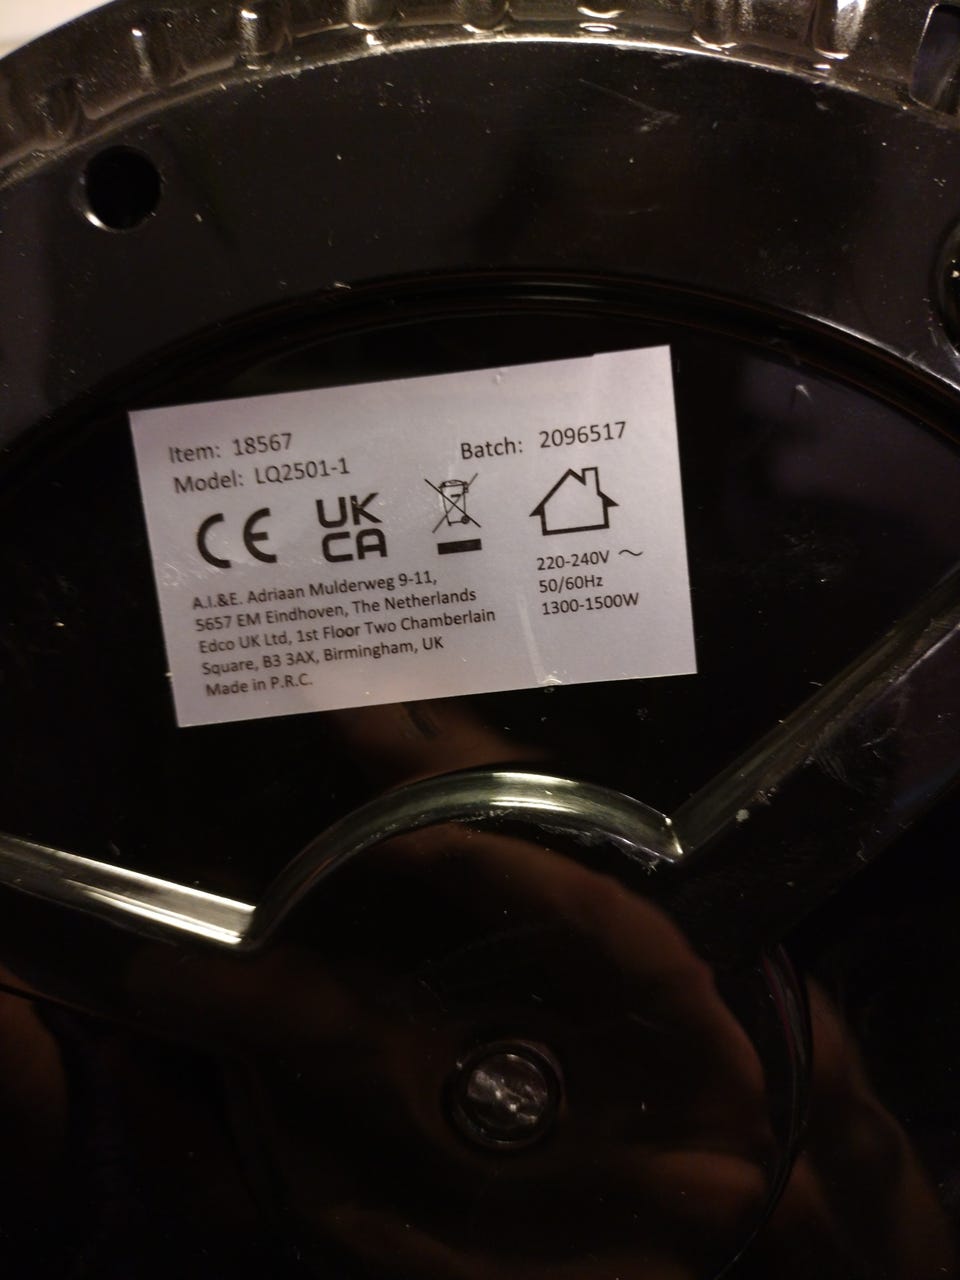 Item: 18567
Model: LQ2501-1
Batch: 2096517
CE
UK
CA
A.I.&E. Adriaan Mulderweg 9-11,
5657 EM Eindhoven, The Netherlands
Edco UK Ltd, 1st Floor Two Chamberlain
Square, B3 3AX, Birmingham, UK
Made in P.R.C.
220-240V ~
50/60Hz
1300-1500W